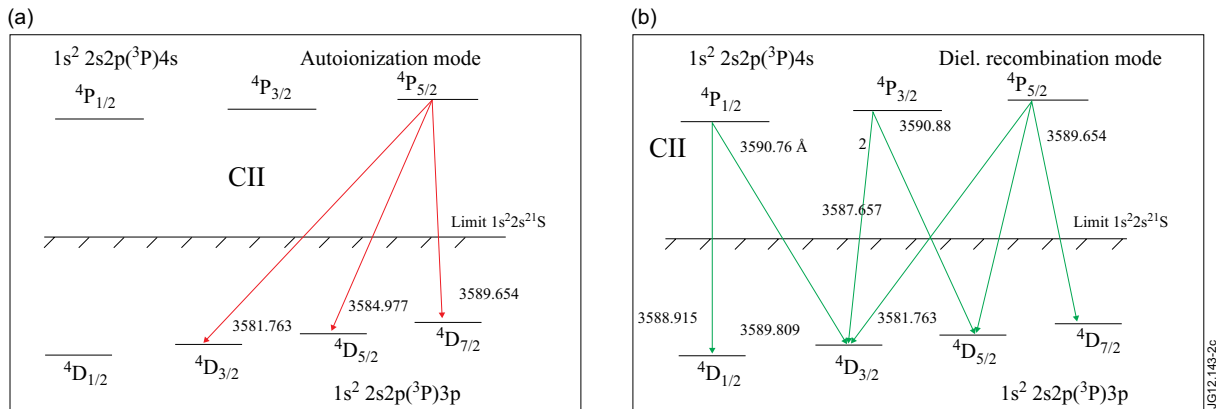 (a)
1s² 2s2p(³P)4s
Autoionization mode
⁴P₁/₂
⁴P₃/₂
⁴P₅/₂
CII
Limit 1s²2s²¹S
3581.763
3584.977
3589.654
⁴D₁/₂
⁴D₃/₂
⁴D₅/₂
⁴D₇/₂
1s² 2s2p(³P)3p
(b)
1s² 2s2p(³P)4s
Diel. recombination mode
⁴P₁/₂
⁴P₃/₂
⁴P₅/₂
CII
3590.76 Å
2
3590.88
3589.654
3587.657
Limit 1s²2s²¹S
3588.915
3589.809
3581.763
⁴D₁/₂
⁴D₃/₂
⁴D₅/₂
⁴D₇/₂
1s² 2s2p(³P)3p
JG12.143-2c